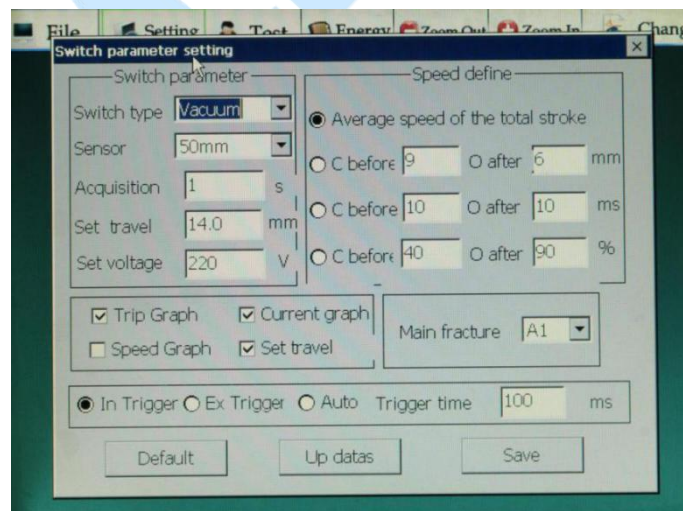 File Setting Test Energy Zoom Out Zoom In Chang
Switch parameter setting
Switch parameter
Switch type Vacuum
Sensor 50mm
Acquisition 1 s
Set travel 14.0 mm
Set voltage 220 V
Speed define
Average speed of the total stroke
C before 9 O after 6 mm
C before 10 O after 10 ms
C before 40 O after 90 %
Trip Graph Current graph
Speed Graph Set travel
Main fracture A1
In Trigger Ex Trigger Auto Trigger time 100 ms
Default Up datas Save